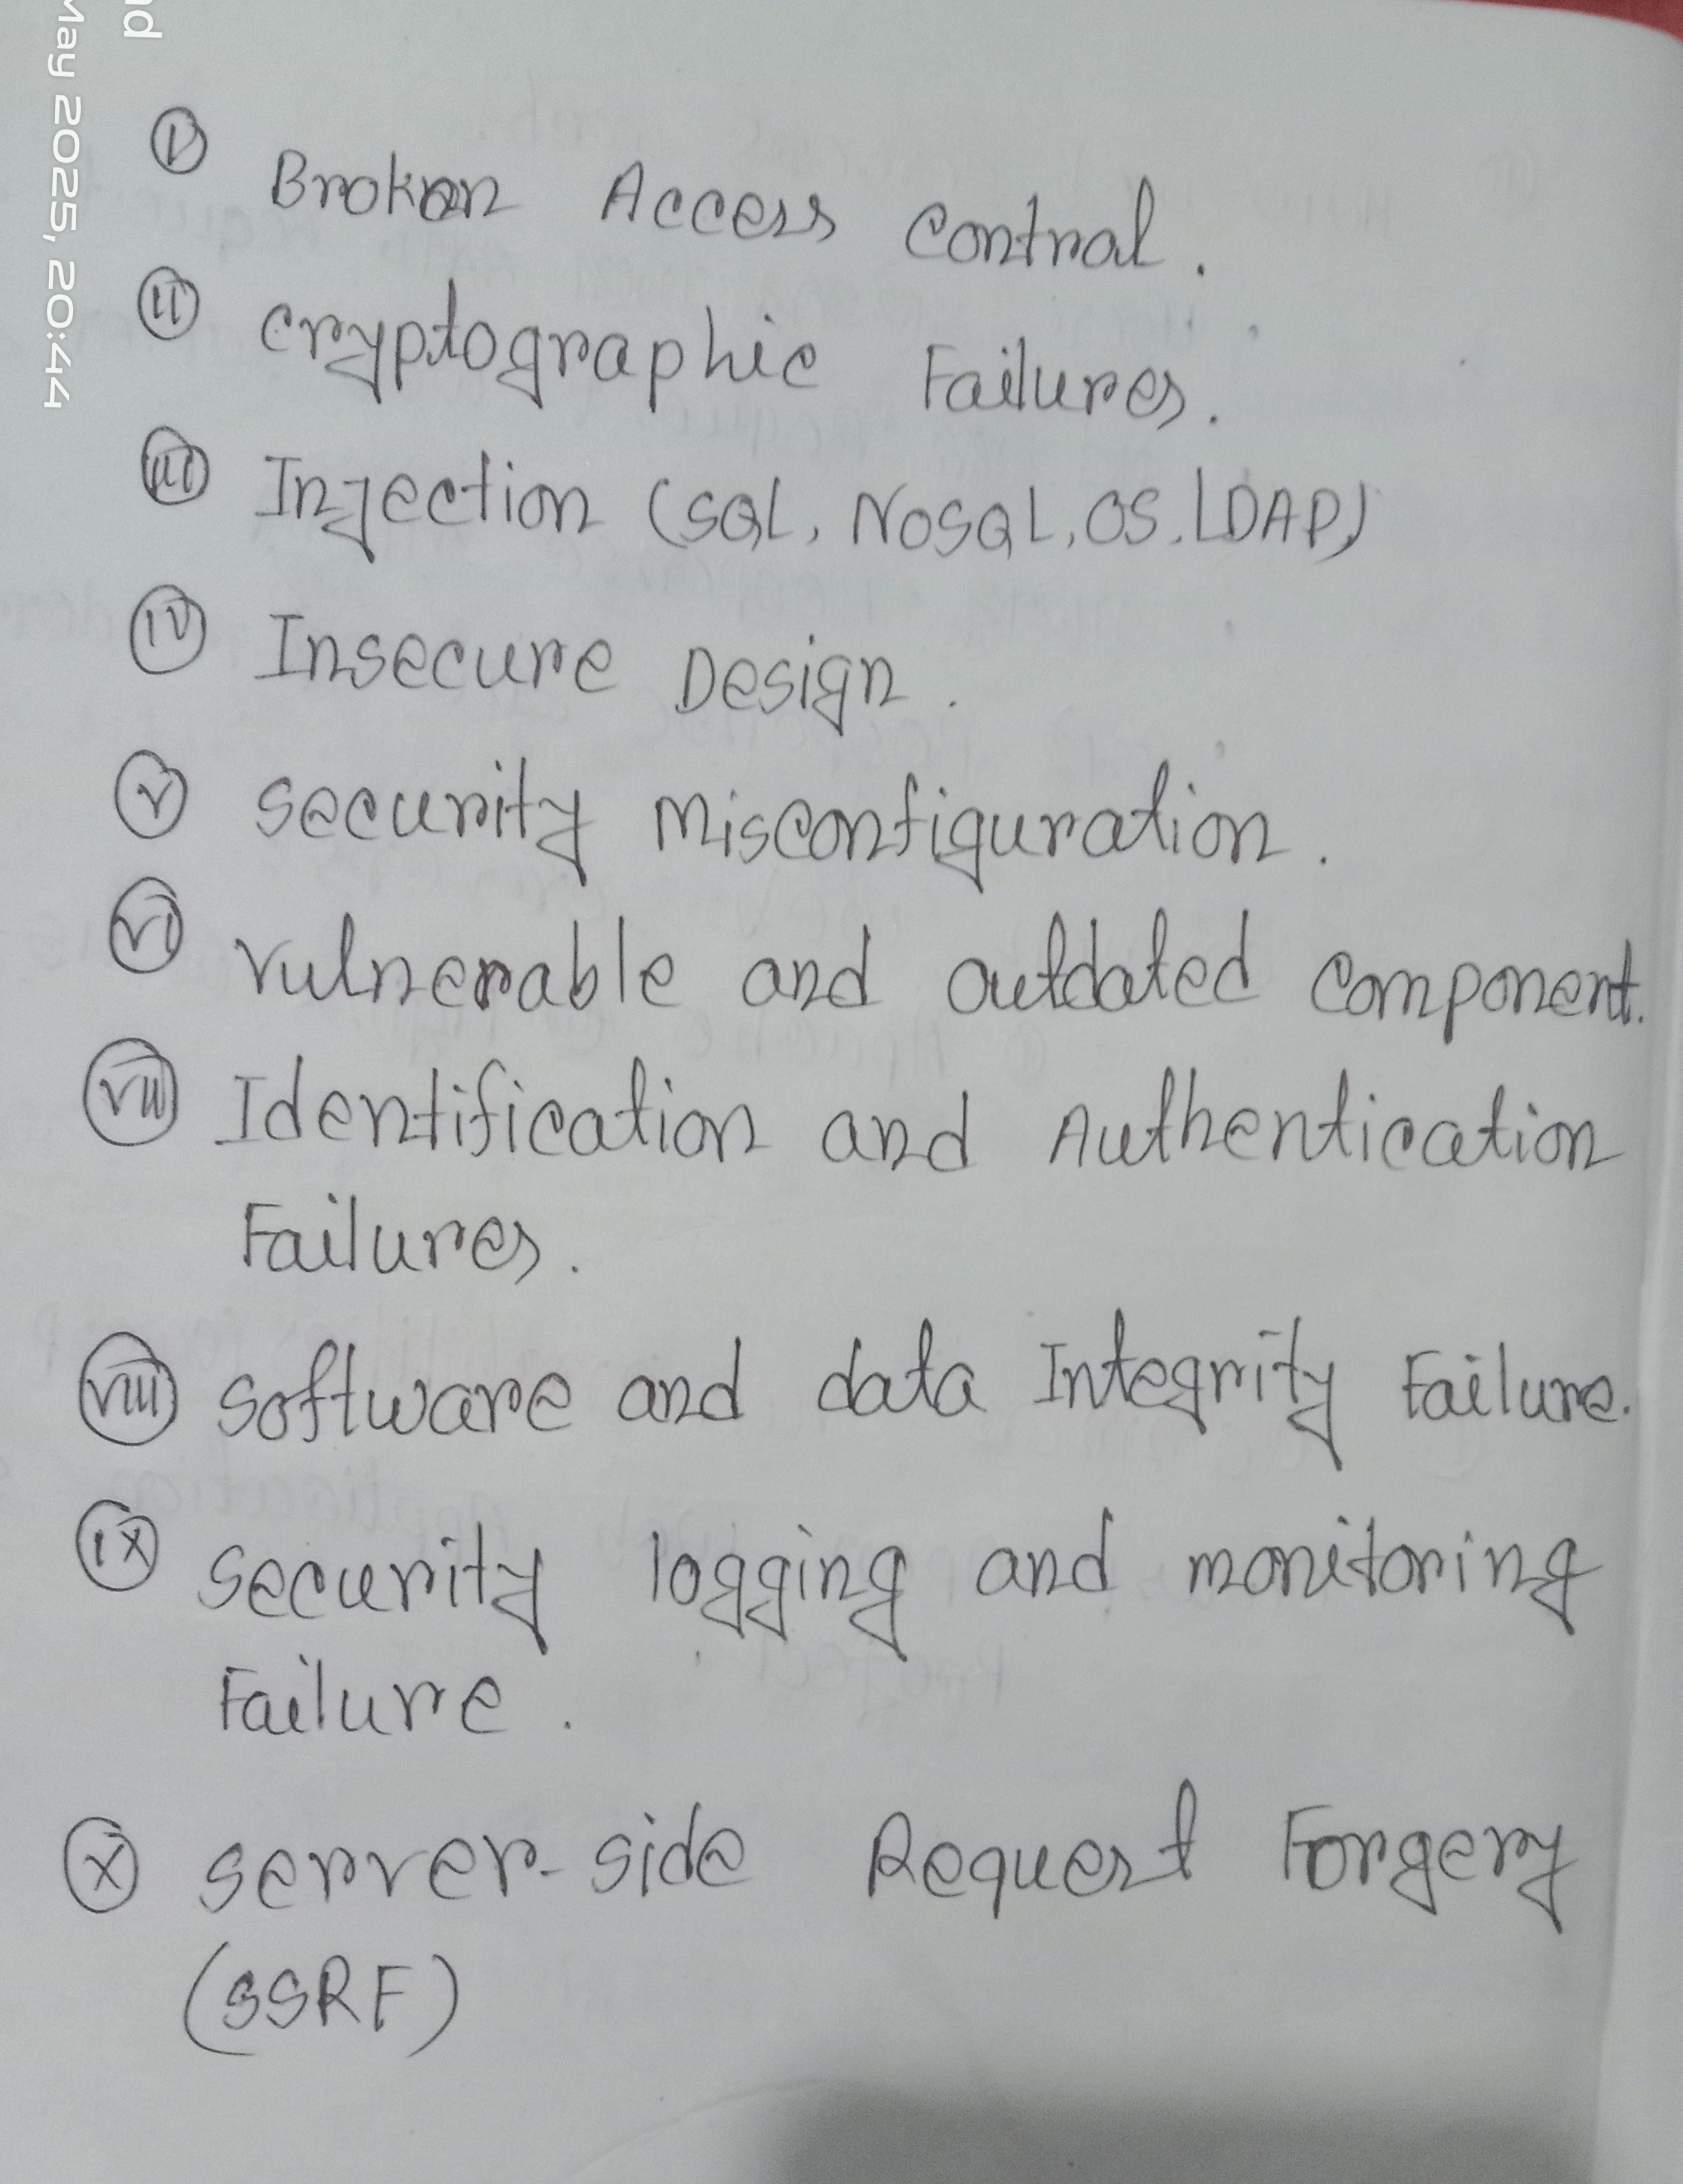 i Broken Access control.
ii cryptographic Failures.
iii Injection (SQL, NoSQL, OS, LDAP)
iv Insecure Design.
v security Misconfiguration.
vi vulnerable and outdated component.
vii Identification and Authentication
Failures.
viii software and data Integrity Failure.
ix security logging and monitoring
Failure.
x server-side Request Forgery
(SSRF)
May 2025, 20:44